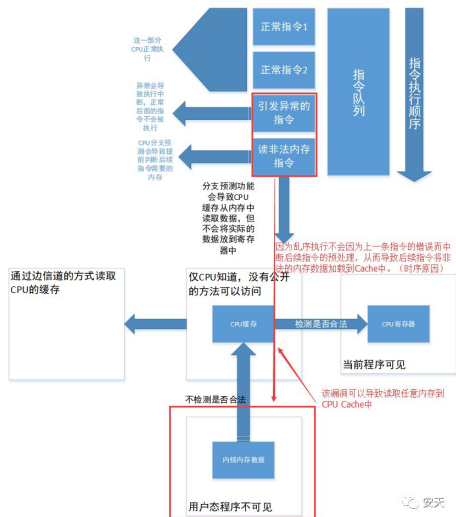 正常指令1
这一部分
CPU正常执
行
正常指令2
异常会导
致执行中
断，正常
后面的指
令不会被
执行
引发异常的
指令
CPU分支预
测会导致提
前判断后续
指令需要的
内存
读非法内存
指令
指令队列
指令执行顺序
分支预测功能
会导致CPU
缓存从内存中
读取数据，但
不会将实际的
数据放到寄存
器中
因为乱序执行不会因为上一条指令的错误而中
断后续指令的预处理，从而导致后续指令将非
法的内存数据加载到Cache中。（时序原因）
通过边信道的方式读取
CPU的缓存
仅CPU知道，没有公开
的方法可以访问
CPU缓存
检测是否合法
CPU寄存器
当前程序可见
不检测是否合法
该漏洞可以导致读取任意内存到
CPU Cache中
内核内存数据
用户态程序不可见
安天